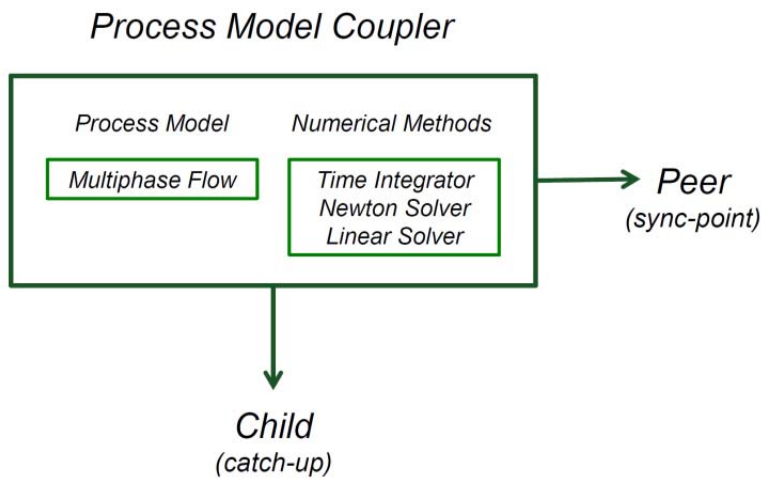 Process Model Coupler
Process Model
Numerical Methods
Multiphase Flow
Time Integrator
Newton Solver
Linear Solver
Peer
(sync-point)
Child
(catch-up)